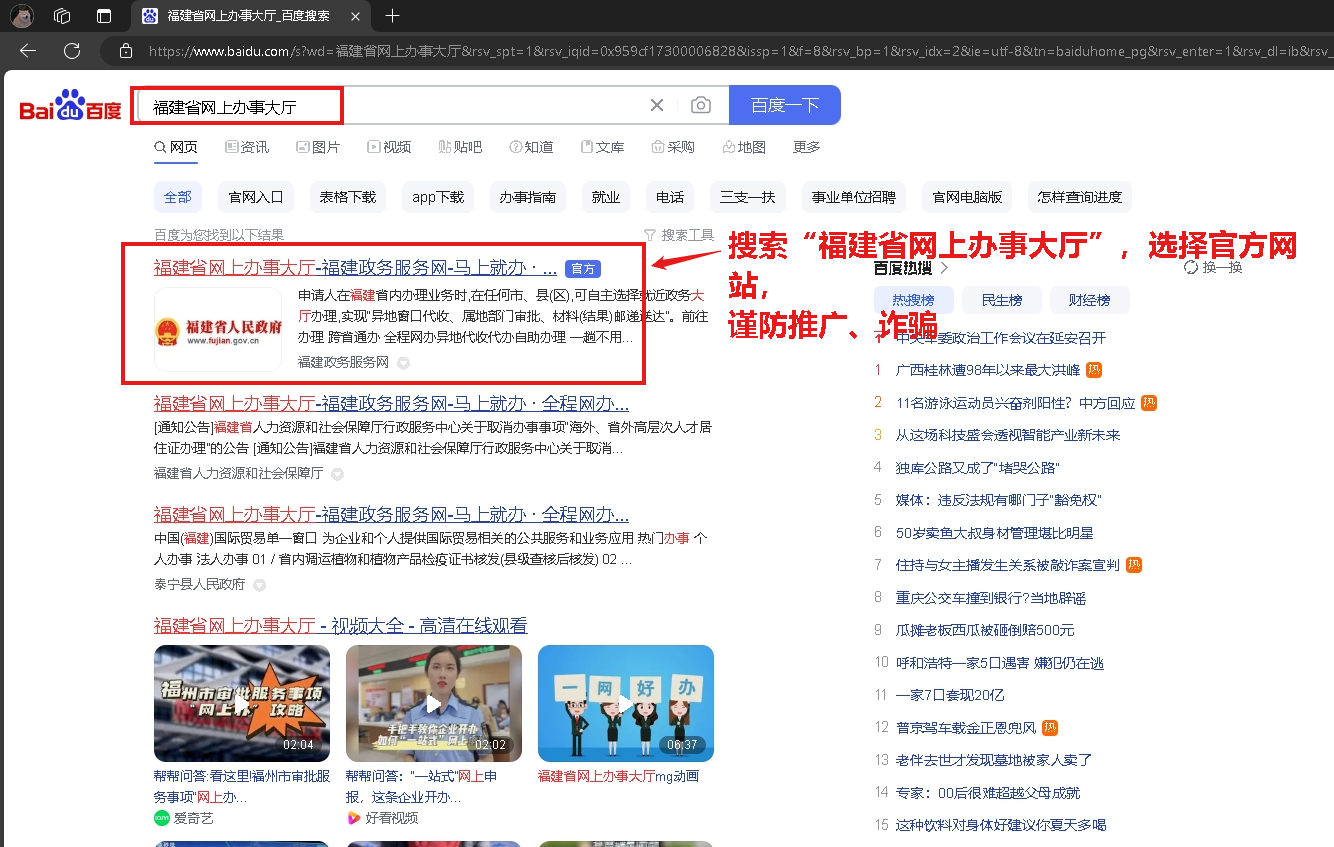 福建省网上办事大厅_百度搜索
https://www.baidu.com/s?wd=福建省网上办事大厅&rsv_spt=1&rsv_iqid=0x959cf17300006828&issp=1&f=8&rsv_bp=1&rsv_idx=2&ie=utf-8&tn=baiduhome_pg&rsv_enter=1&rsv_dl=ib&rsv_
Bai du 百度
福建省网上办事大厅
百度一下
网页 资讯 图片 视频 贴吧 知道 文库 采购 地图 更多
全部 官网入口 表格下载 app下载 办事指南 就业 电话 三支一扶 事业单位招聘 官网电脑版 怎样查询进度
百度为您找到以下结果
搜索工具
搜索“福建省网上办事大厅”，选择官方网
站,
谨防推广、诈骗
福建省网上办事大厅-福建政务服务网-马上就办 · ... 官方
福建省人民政府
www.fujian.gov.cn
申请人在福建省内办理业务时,在任何市、县(区),可自主选择就近政务大
厅办理,实现"异地窗口代收、属地部门审批、材料(结果)邮递送达"。前往
办理 跨省通办 全程网办异地代收代办自助办理 一趟不用...
福建政务服务网
福建省网上办事大厅-福建政务服务网-马上就办 · 全程网办...
[通知公告]福建省人力资源和社会保障厅行政服务中心关于取消办事事项"海外、省外高层次人才居
住证办理"的公告 [通知公告]福建省人力资源和社会保障厅行政服务中心关于取消...
福建省人力资源和社会保障厅
福建省网上办事大厅-福建政务服务网-马上就办 · 全程网办...
中国(福建)国际贸易单一窗口 为企业和个人提供国际贸易相关的公共服务和业务应用 热门办事 个
人办事 法人办事 01 / 省内调运植物和植物产品检疫证书核发(县级查核后核发) 02 ...
泰宁县人民政府
福建省网上办事大厅 - 视频大全 - 高清在线观看
福州市审批服务事项
"网上办"攻略
02:04
手把手教你企业开办
如何"一站式"网上
02:02
一网好办
06:37
帮帮问答:看这里!福州市审批服
务事项"网上办...
爱奇艺
帮帮问答："一站式"网上申
报，这条企业开办...
好看视频
福建省网上办事大厅mg动画
百度热搜
换一换
热搜榜 民生榜 财经榜
中央军委政治工作会议在延安召开
1 广西桂林遭98年以来最大洪峰 热
2 11名游泳运动员兴奋剂阳性？中方回应 热
3 从这场科技盛会透视智能产业新未来
4 独库公路又成了"堵哭公路"
5 媒体：违反法规有哪门子"豁免权"
6 50岁卖鱼大叔身材管理堪比明星
7 住持与女主播发生关系被敲诈案宣判 热
8 重庆公交车撞到银行?当地辟谣
9 瓜摊老板西瓜被砸倒赔500元
10 呼和浩特一家5口遇害 嫌犯仍在逃
11 一家7口套现20亿
12 普京驾车载金正恩兜风 热
13 老伴去世才发现墓地被家人卖了
14 专家：00后很难超越父母成就
15 这种饮料对身体好建议你夏天多喝